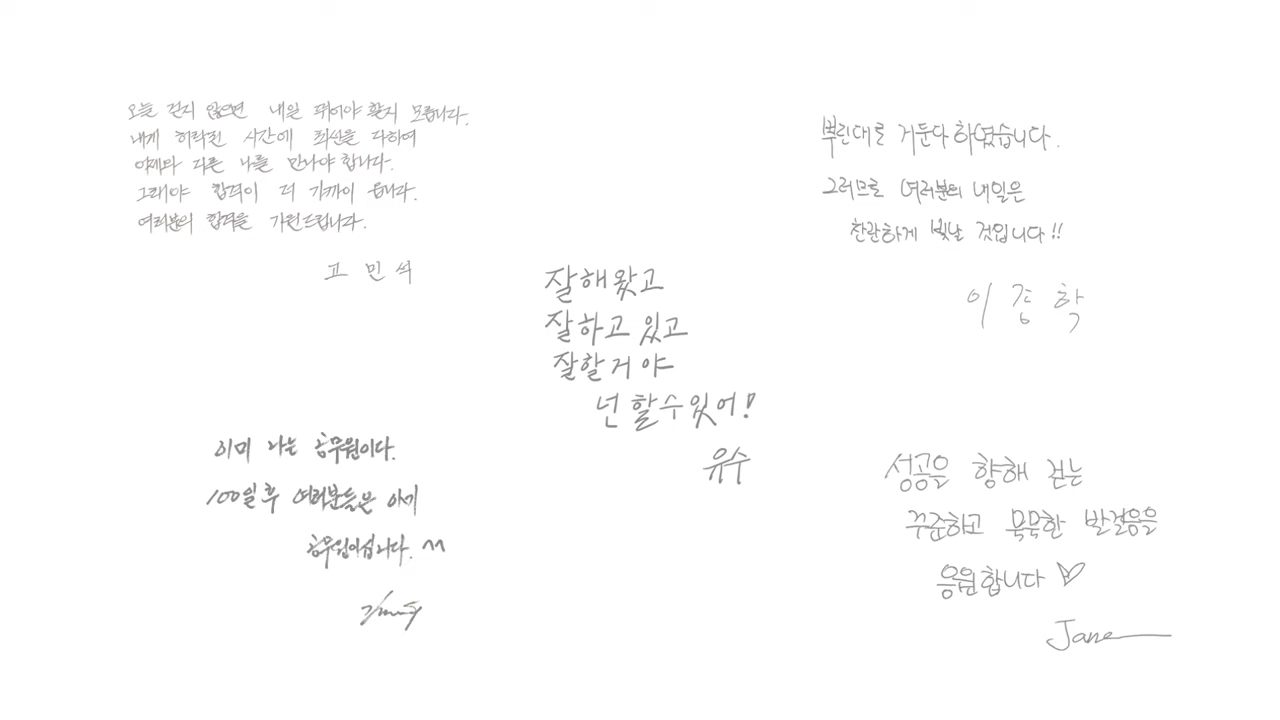 오늘 걷지 않으면 내일 뛰어야 할지 모릅니다.
내게 허락된 시간에 최선을 다하여
어제와 다른 나를 만나야 합니다.
그래야 합격이 더 가까이 옵니다.
여러분의 합격을 기원드립니다.
고민석
뿌린대로 거둔다 하였습니다.
그러므로 여러분의 내일은
찬란하게 빛날 것입니다!!
이경학
잘해왔고
잘하고 있고
잘할거야
넌 할수있어!
유수
이미 나는 공무원이다.
100일 후 여러분들은 이미
공무원이십니다. ^^
성공을 향해 걷는
꾸준하고 묵묵한 발걸음을
응원합니다 ♡
Jane